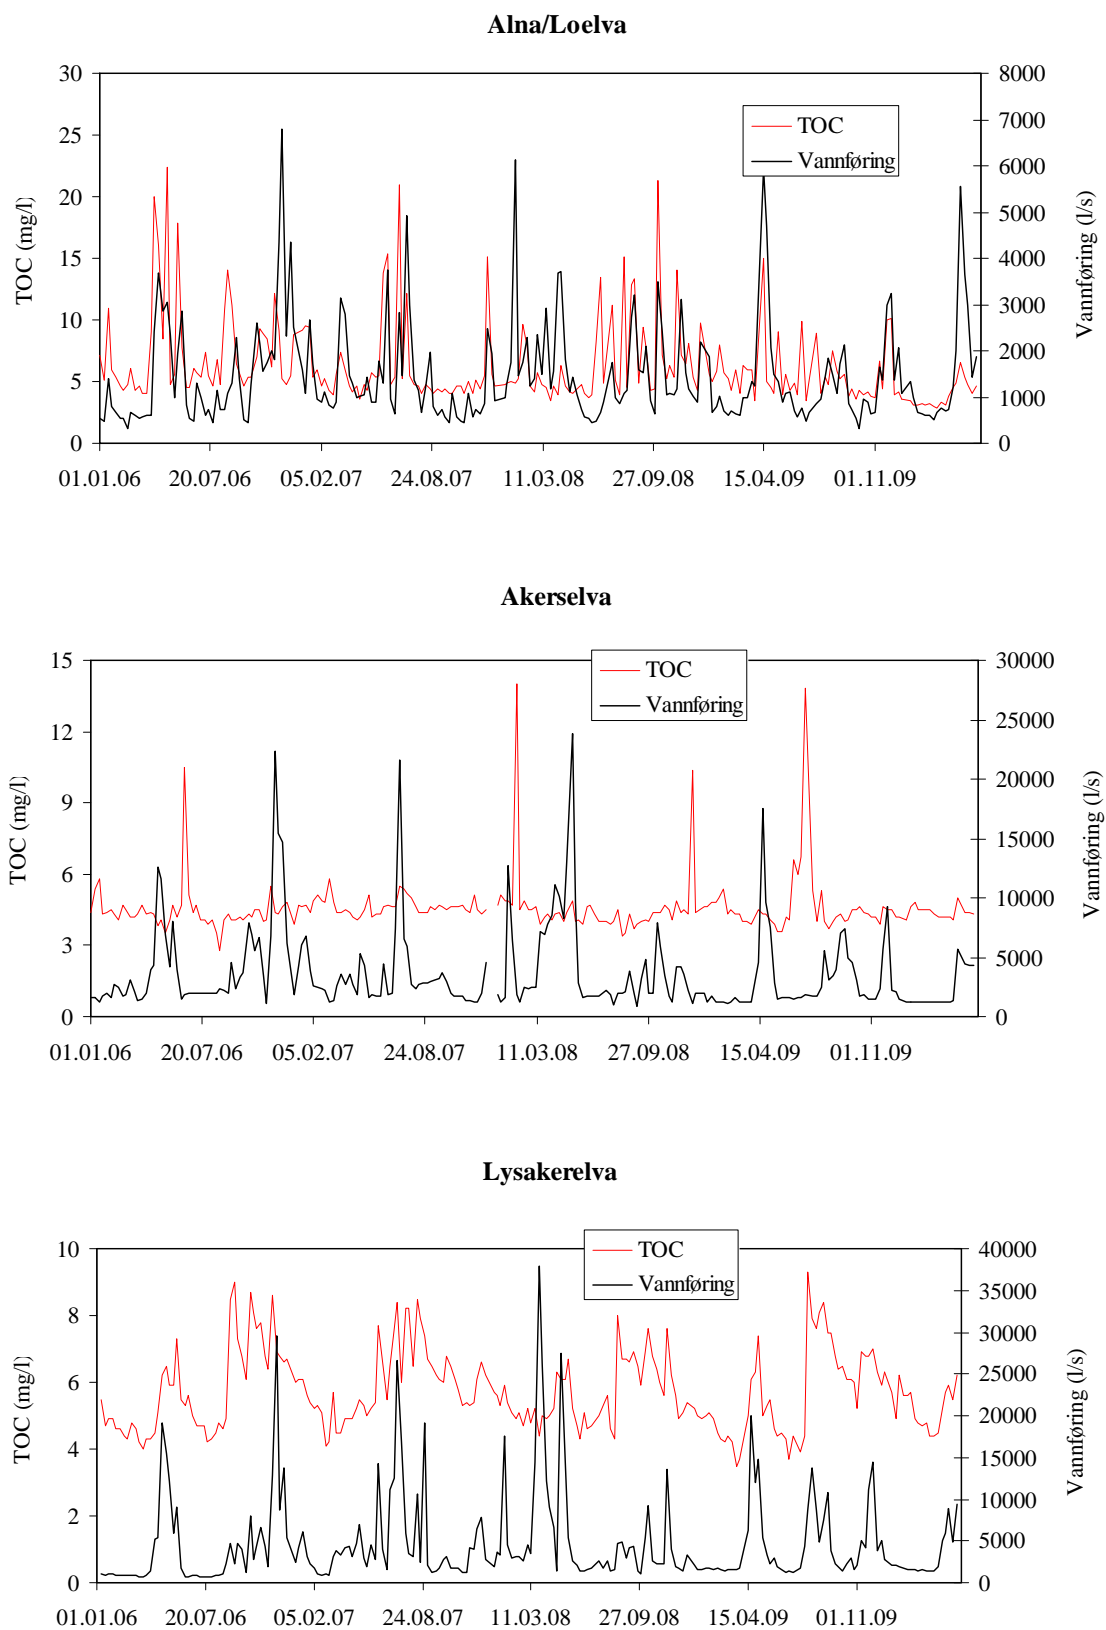 Alna/Loelva
30
25
20
15
10
5
0
TOC (mg/l)
8000
7000
6000
5000
4000
3000
2000
1000
0
Vannføring (l/s)
TOC
Vannføring
01.01.06 20.07.06 05.02.07 24.08.07 11.03.08 27.09.08 15.04.09 01.11.09
Akerselva
15
12
9
6
3
0
TOC (mg/l)
30000
25000
20000
15000
10000
5000
0
Vannføring (l/s)
TOC
Vannføring
01.01.06 20.07.06 05.02.07 24.08.07 11.03.08 27.09.08 15.04.09 01.11.09
Lysakerelva
10
8
6
4
2
0
TOC (mg/l)
40000
35000
30000
25000
20000
15000
10000
5000
0
Vannføring (l/s)
TOC
Vannføring
01.01.06 20.07.06 05.02.07 24.08.07 11.03.08 27.09.08 15.04.09 01.11.09